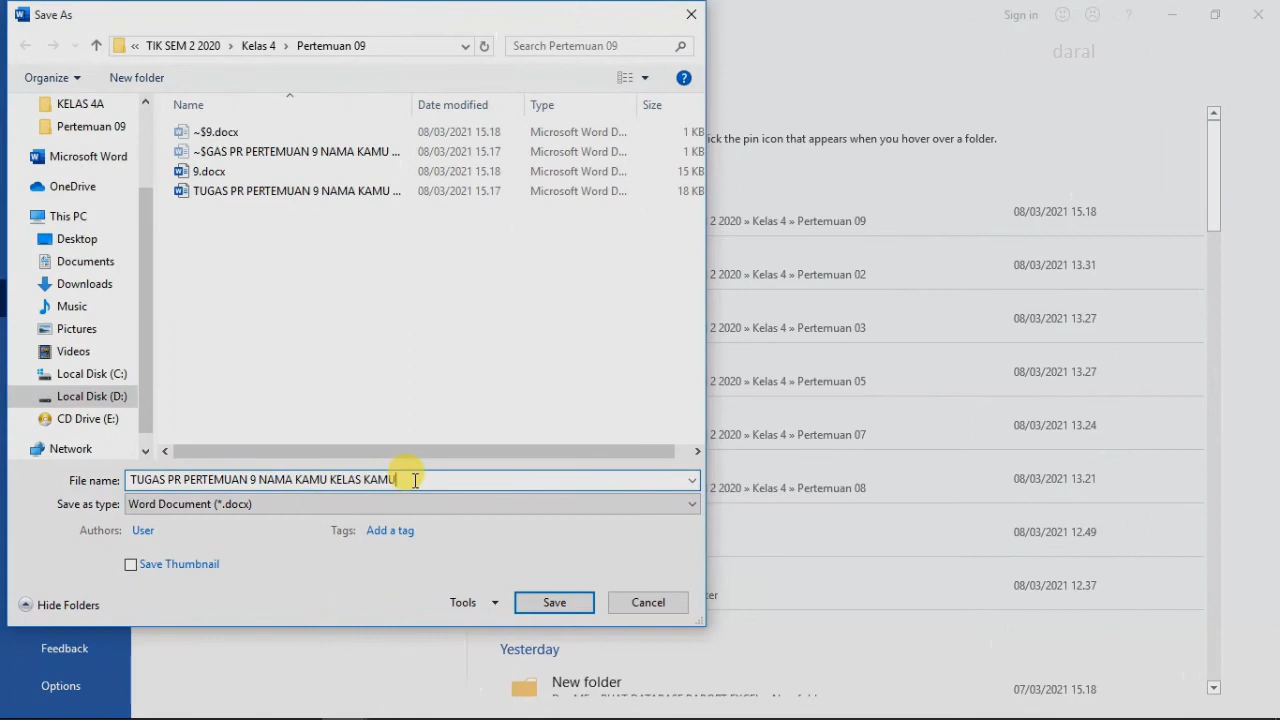 Save As
Sign in
?
daral
« TIK SEM 2 2020 › Kelas 4 › Pertemuan 09
Search Pertemuan 09
Organize
New folder
?
KELAS 4A
Pertemuan 09
Microsoft Word
OneDrive
This PC
Desktop
Documents
Downloads
Music
Pictures
Videos
Local Disk (C:)
Local Disk (D:)
CD Drive (E:)
Network
Name Date modified Type Size
~$9.docx 08/03/2021 15.18 Microsoft Word D... 1 KB
~$GAS PR PERTEMUAN 9 NAMA KAMU ... 08/03/2021 15.17 Microsoft Word D... 1 KB
9.docx 08/03/2021 15.18 Microsoft Word D... 15 KB
TUGAS PR PERTEMUAN 9 NAMA KAMU ... 08/03/2021 15.17 Microsoft Word D... 18 KB
ick the pin icon that appears when you hover over a folder.
08/03/2021 15.18
2 2020 » Kelas 4 » Pertemuan 09
08/03/2021 13.31
2 2020 » Kelas 4 » Pertemuan 02
08/03/2021 13.27
2 2020 » Kelas 4 » Pertemuan 03
08/03/2021 13.27
2 2020 » Kelas 4 » Pertemuan 05
08/03/2021 13.24
2 2020 » Kelas 4 » Pertemuan 07
08/03/2021 13.21
2 2020 » Kelas 4 » Pertemuan 08
08/03/2021 12.49
08/03/2021 12.37
ter
File name: TUGAS PR PERTEMUAN 9 NAMA KAMU KELAS KAMU
Save as type: Word Document (*.docx)
Authors: User
Tags: Add a tag
Save Thumbnail
Hide Folders
Tools
Save
Cancel
Feedback
Options
Yesterday
New folder
07/03/2021 15.18